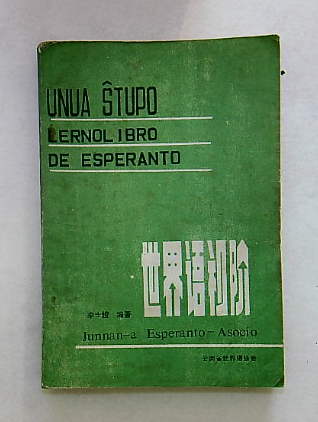 UNUA ŜTUPO
LERNOLIBRO
DE ESPERANTO
世界语初阶
李士俊 编著
Junnan-a Esperanto-Asocio
云南省世界语协会